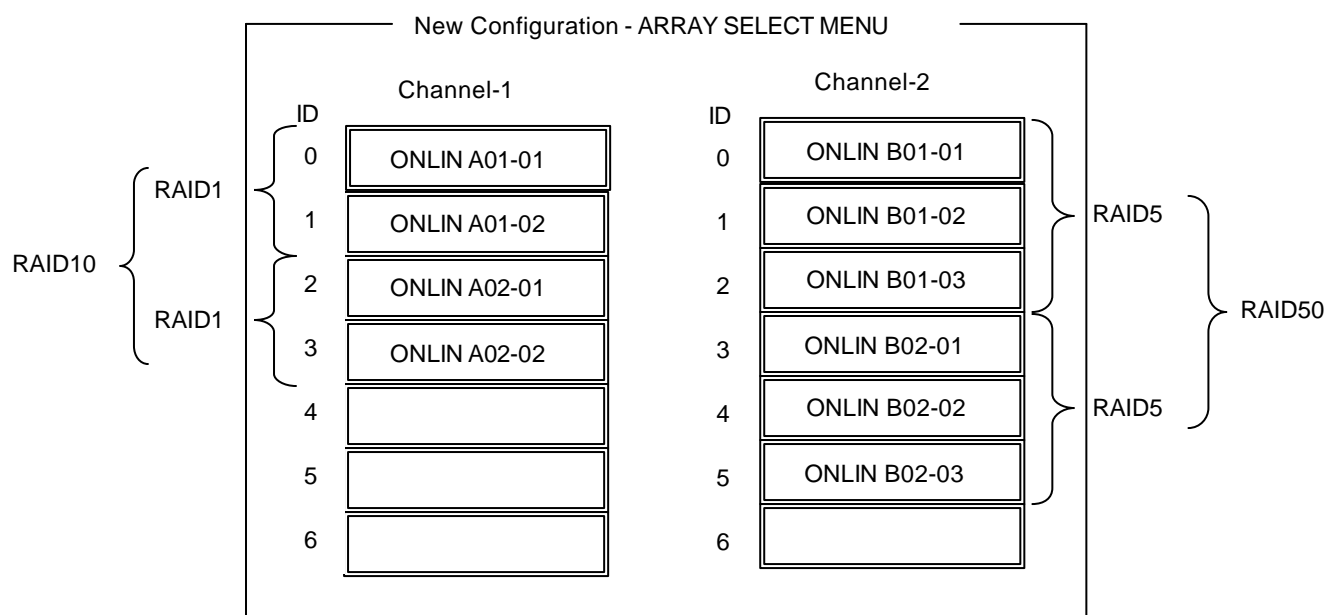 New Configuration - ARRAY SELECT MENU
Channel-1
Channel-2
ID
ID
0 ONLIN A01-01
0 ONLIN B01-01
RAID1
1 ONLIN A01-02
1 ONLIN B01-02
RAID5
RAID10
2 ONLIN A02-01
2 ONLIN B01-03
RAID50
RAID1
3 ONLIN A02-02
3 ONLIN B02-01
4
4 ONLIN B02-02
RAID5
5
5 ONLIN B02-03
6
6